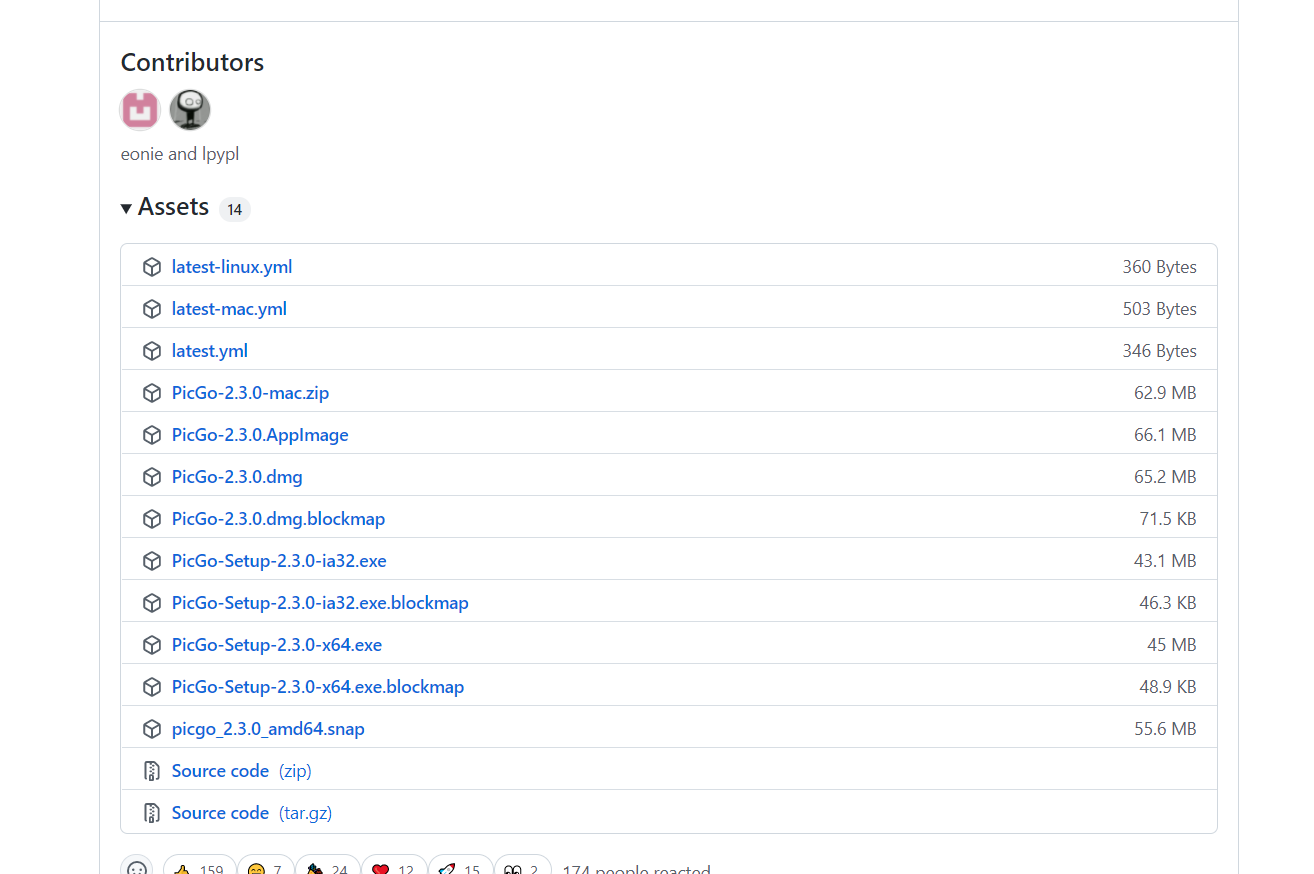 Contributors
eonie and lpypl
Assets 14
latest-linux.yml 360 Bytes
latest-mac.yml 503 Bytes
latest.yml 346 Bytes
PicGo-2.3.0-mac.zip 62.9 MB
PicGo-2.3.0.AppImage 66.1 MB
PicGo-2.3.0.dmg 65.2 MB
PicGo-2.3.0.dmg.blockmap 71.5 KB
PicGo-Setup-2.3.0-ia32.exe 43.1 MB
PicGo-Setup-2.3.0-ia32.exe.blockmap 46.3 KB
PicGo-Setup-2.3.0-x64.exe 45 MB
PicGo-Setup-2.3.0-x64.exe.blockmap 48.9 KB
picgo_2.3.0_amd64.snap 55.6 MB
Source code (zip)
Source code (tar.gz)
159 7 24 12 15 2 174 people reacted